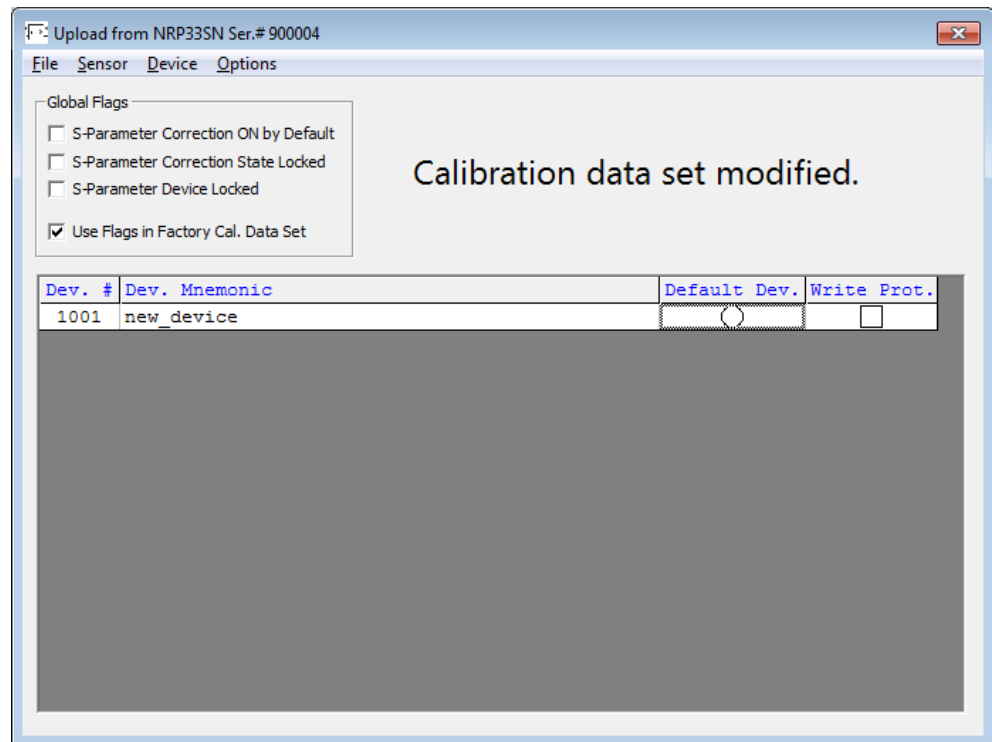 Upload from NRP33SN Ser.# 900004
File Sensor Device Options
Global Flags
S-Parameter Correction ON by Default
S-Parameter Correction State Locked
S-Parameter Device Locked
Use Flags in Factory Cal. Data Set
Calibration data set modified.
Dev. # Dev. Mnemonic Default Dev. Write Prot.
1001 new_device